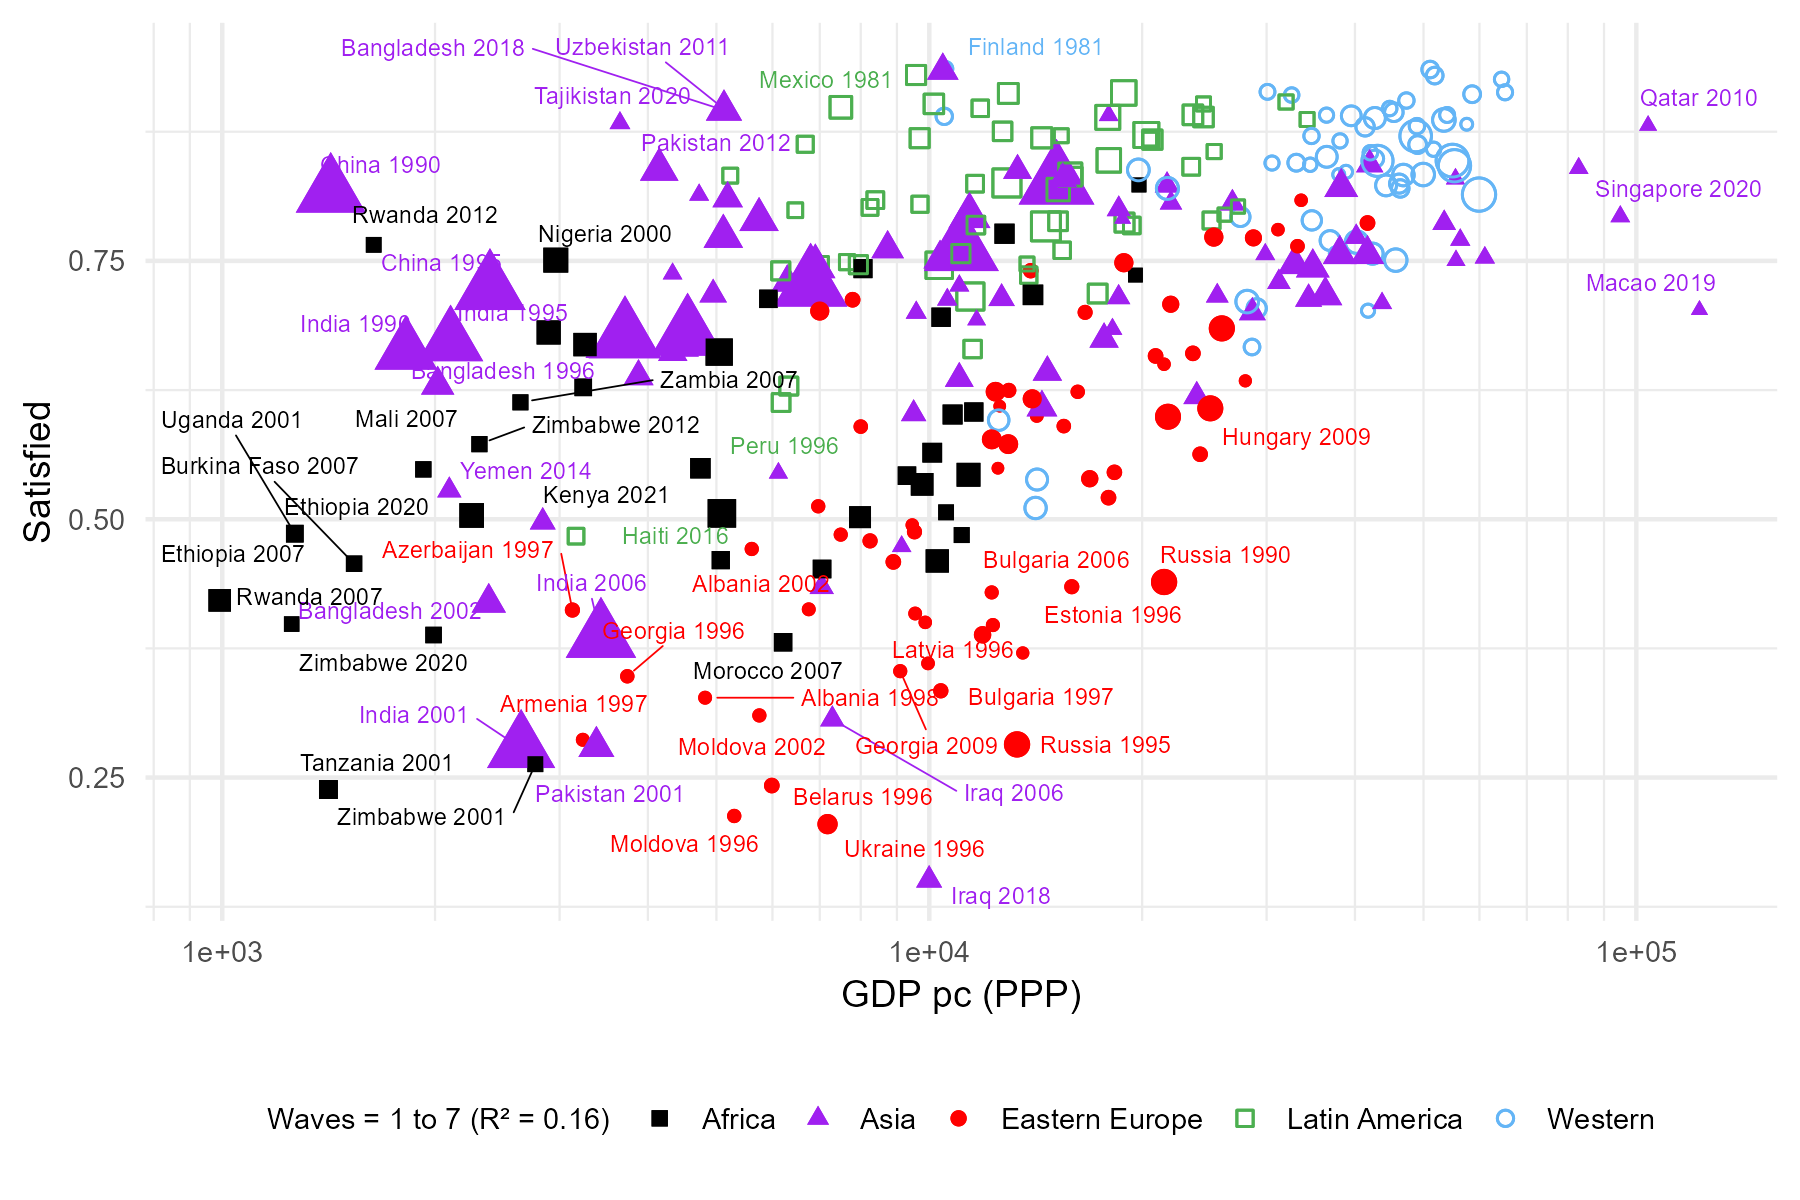 Bangladesh 2018
Uzbekistan 2011
Finland 1981
Mexico 1981
Tajikistan 2020
Qatar 2010
Pakistan 2012
China 1990
Singapore 2020
Rwanda 2012
Nigeria 2000
0.75
China 1995
Macao 2019
India 1990
India 1995
Bangladesh 1996
Zambia 2007
Uganda 2001
Mali 2007
Zimbabwe 2012
Hungary 2009
Peru 1996
Burkina Faso 2007
Yemen 2014
Kenya 2021
Ethiopia 2020
0.50
Satisfied
Haiti 2016
Ethiopia 2007
Azerbaijan 1997
Bulgaria 2006
Russia 1990
India 2006
Albania 2002
Rwanda 2007
Bangladesh 2002
Estonia 1996
Georgia 1996
Latvia 1996
Zimbabwe 2020
Morocco 2007
Armenia 1997
Albania 1998
Bulgaria 1997
India 2001
Moldova 2002
Georgia 2009
Russia 1995
Tanzania 2001
0.25
Pakistan 2001
Belarus 1996
Iraq 2006
Zimbabwe 2001
Moldova 1996
Ukraine 1996
Iraq 2018
1e+03
1e+04
1e+05
GDP pc (PPP)
Waves = 1 to 7 (R² = 0.16)
Africa
Asia
Eastern Europe
Latin America
Western